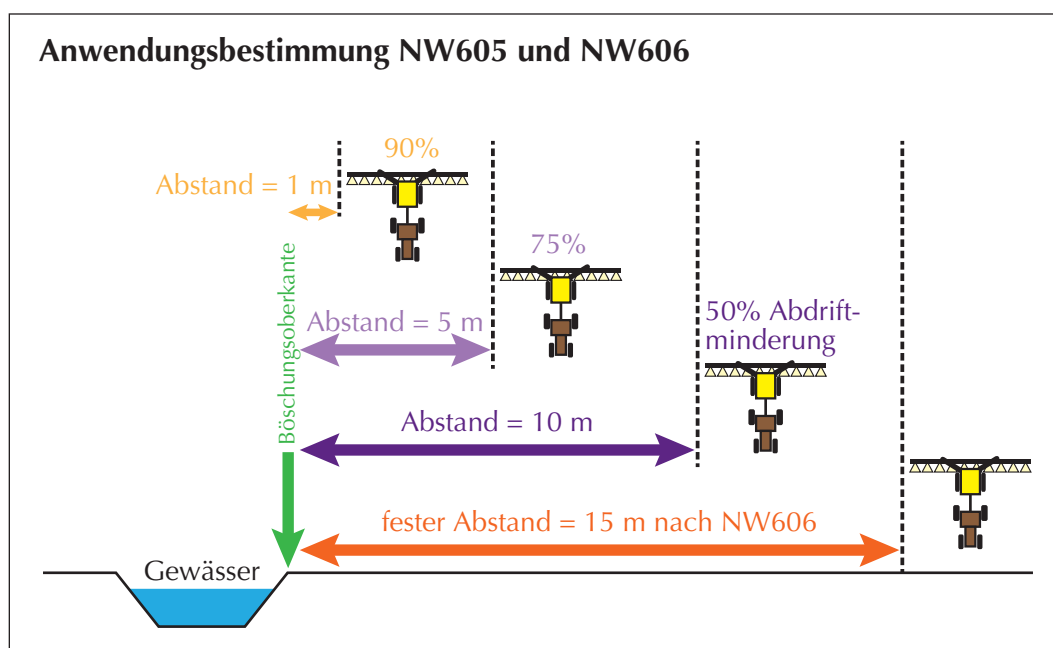 Anwendungsbestimmung NW605 und NW606
90%
Abstand = 1 m
75%
Böschungsoberkante
Abstand = 5 m
50% Abdrift-
minderung
Abstand = 10 m
fester Abstand = 15 m nach NW606
Gewässer